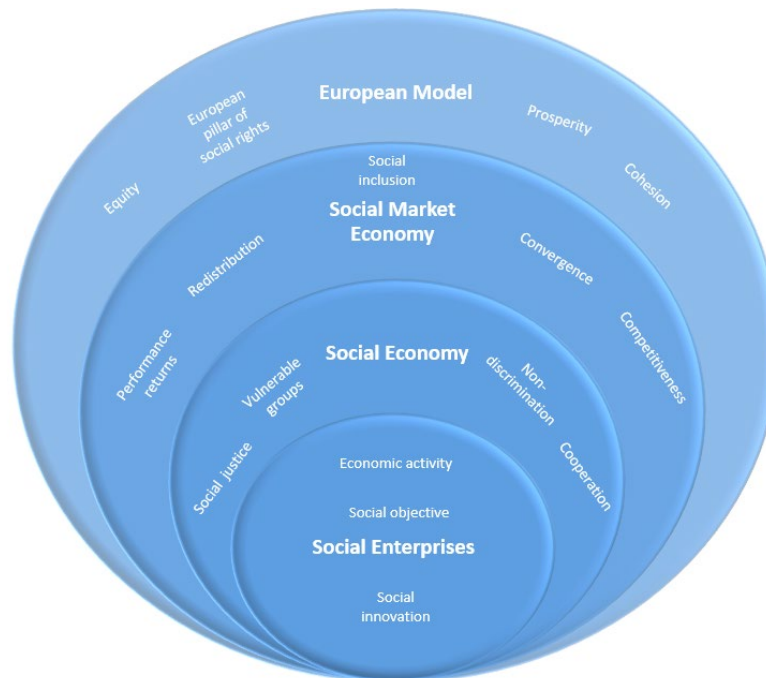 European Model
European
pillar of
social rights
Equity
Prosperity
Cohesion
Social
inclusion
Social Market
Economy
Redistribution
Performance
returns
Convergence
Competitiveness
Social Economy
Vulnerable
groups
Social justice
Non-
discrimination
Cooperation
Economic activity
Social objective
Social Enterprises
Social
innovation